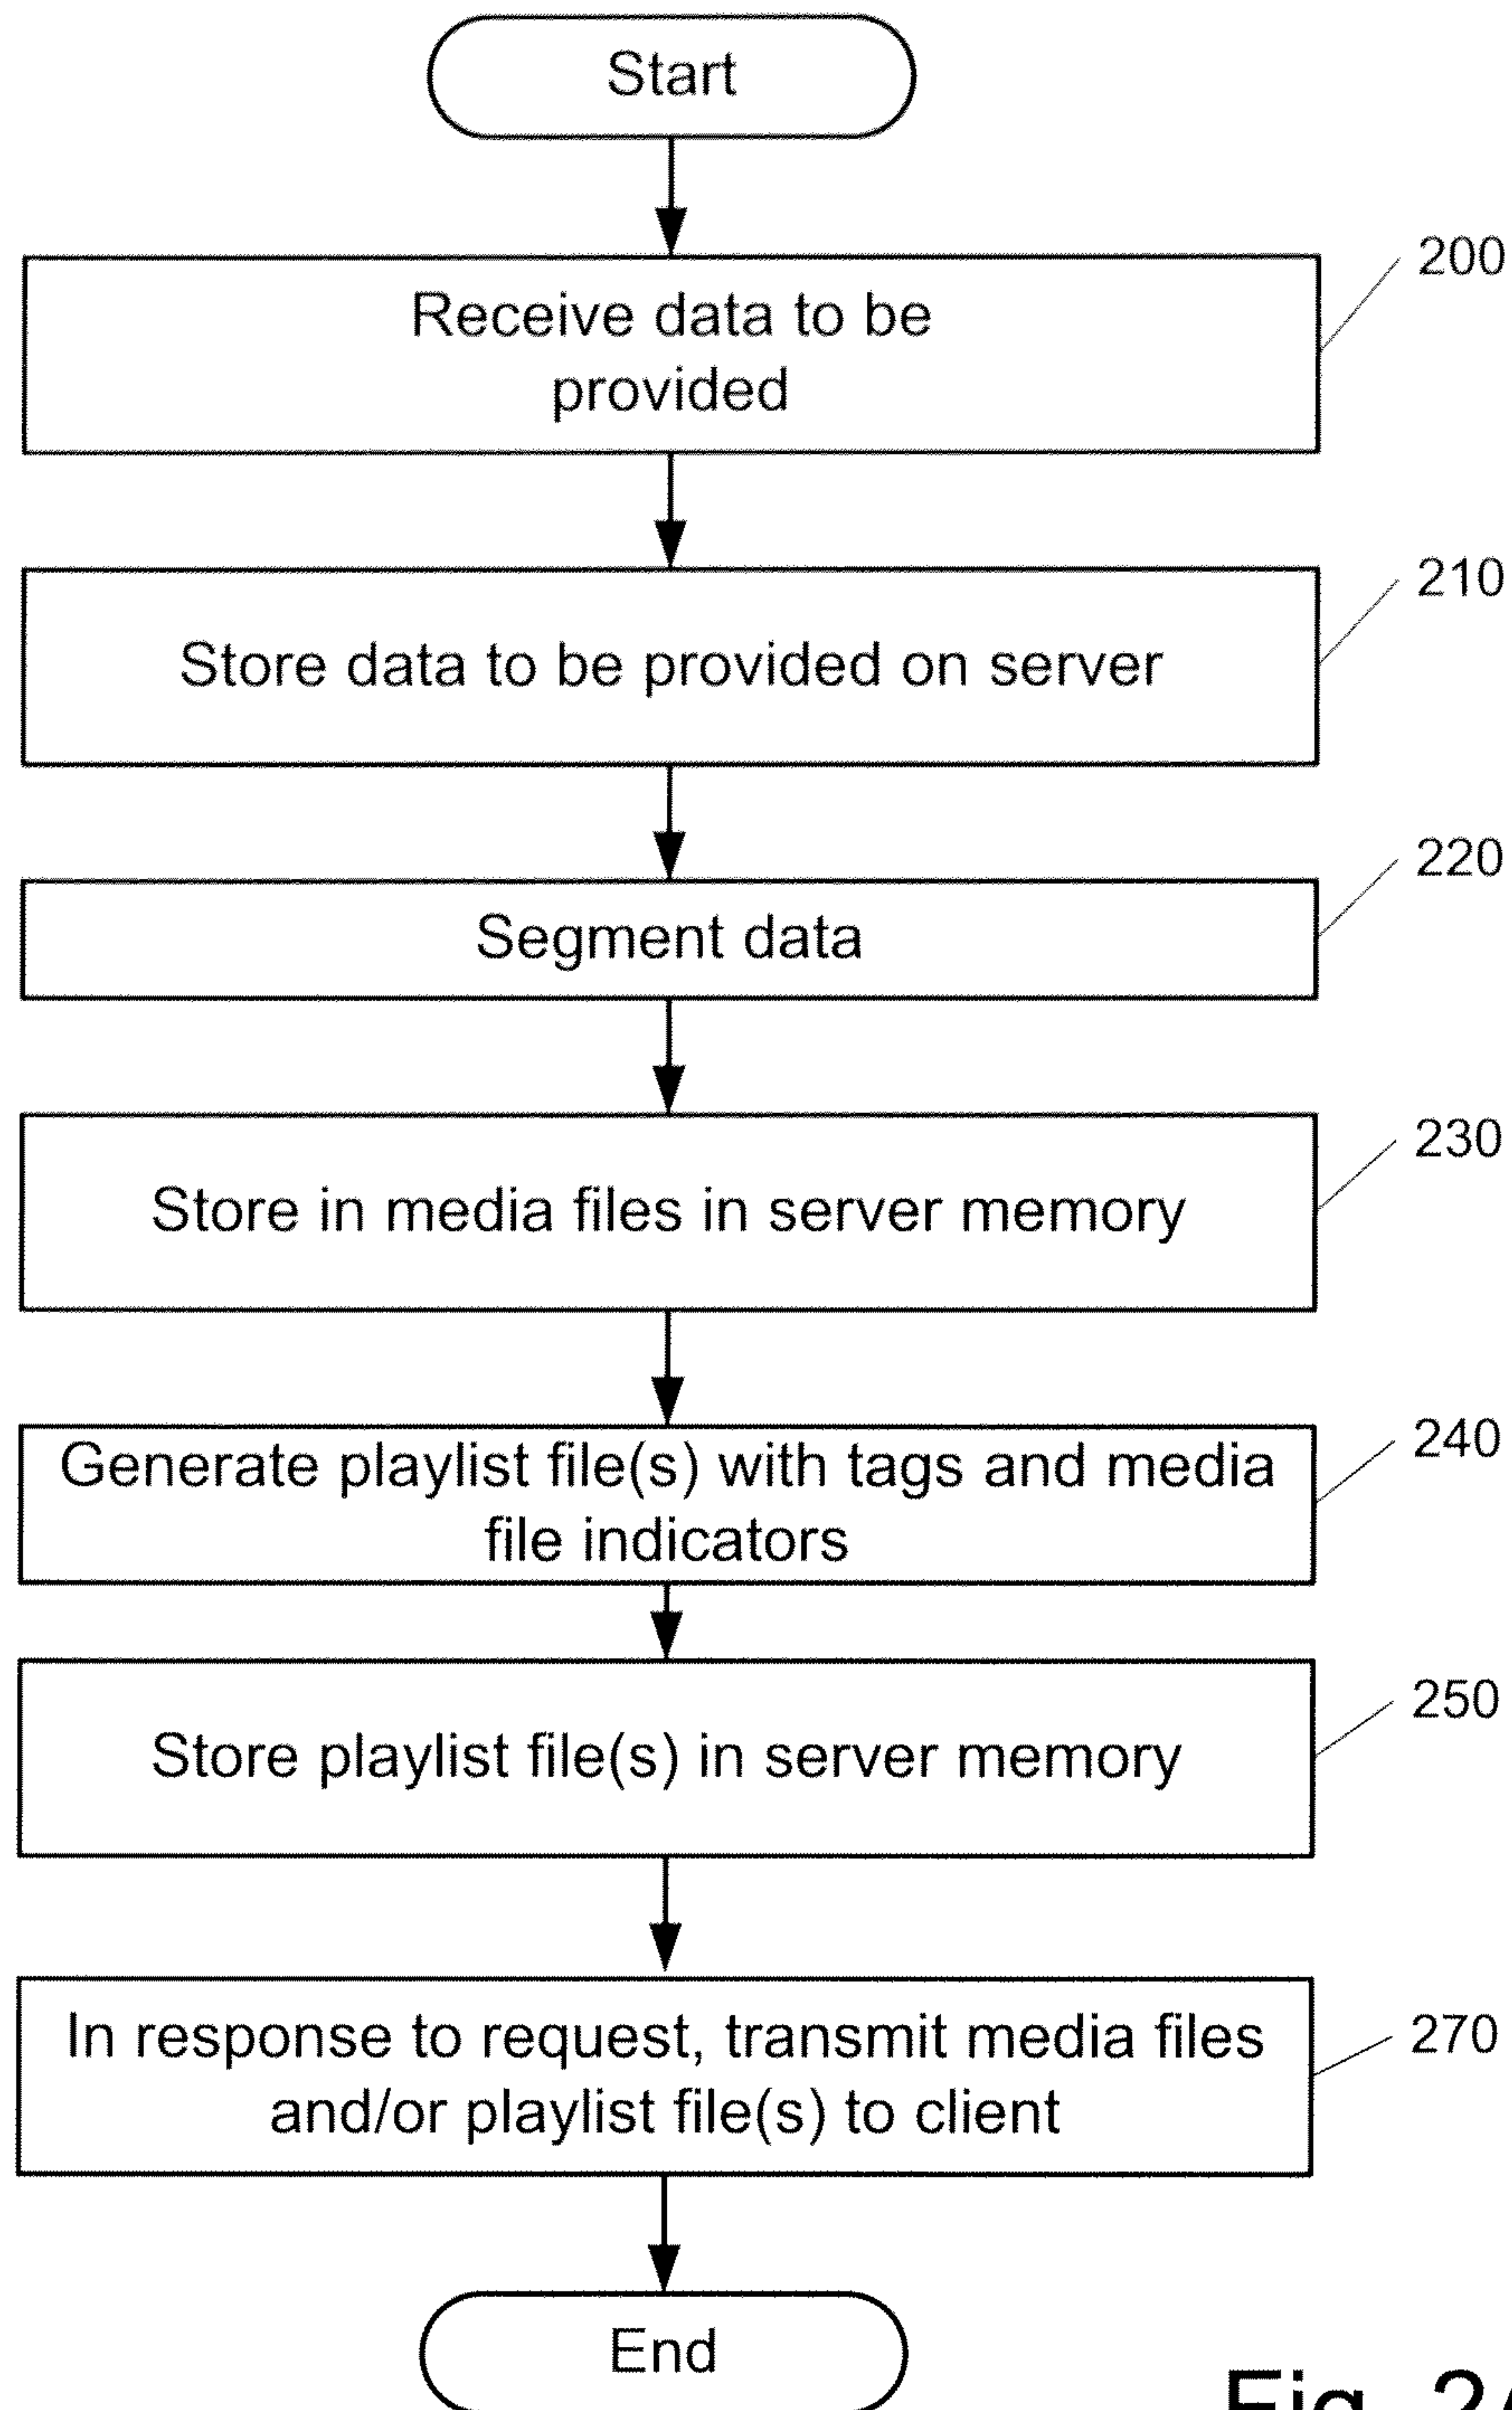 Start
200
Receive data to be
provided
210
Store data to be provided on server
220
Segment data
230
Store in media files in server memory
240
Generate playlist file(s) with tags and media
file indicators
250
Store playlist file(s) in server memory
270
In response to request, transmit media files
and/or playlist file(s) to client
End
Fig.